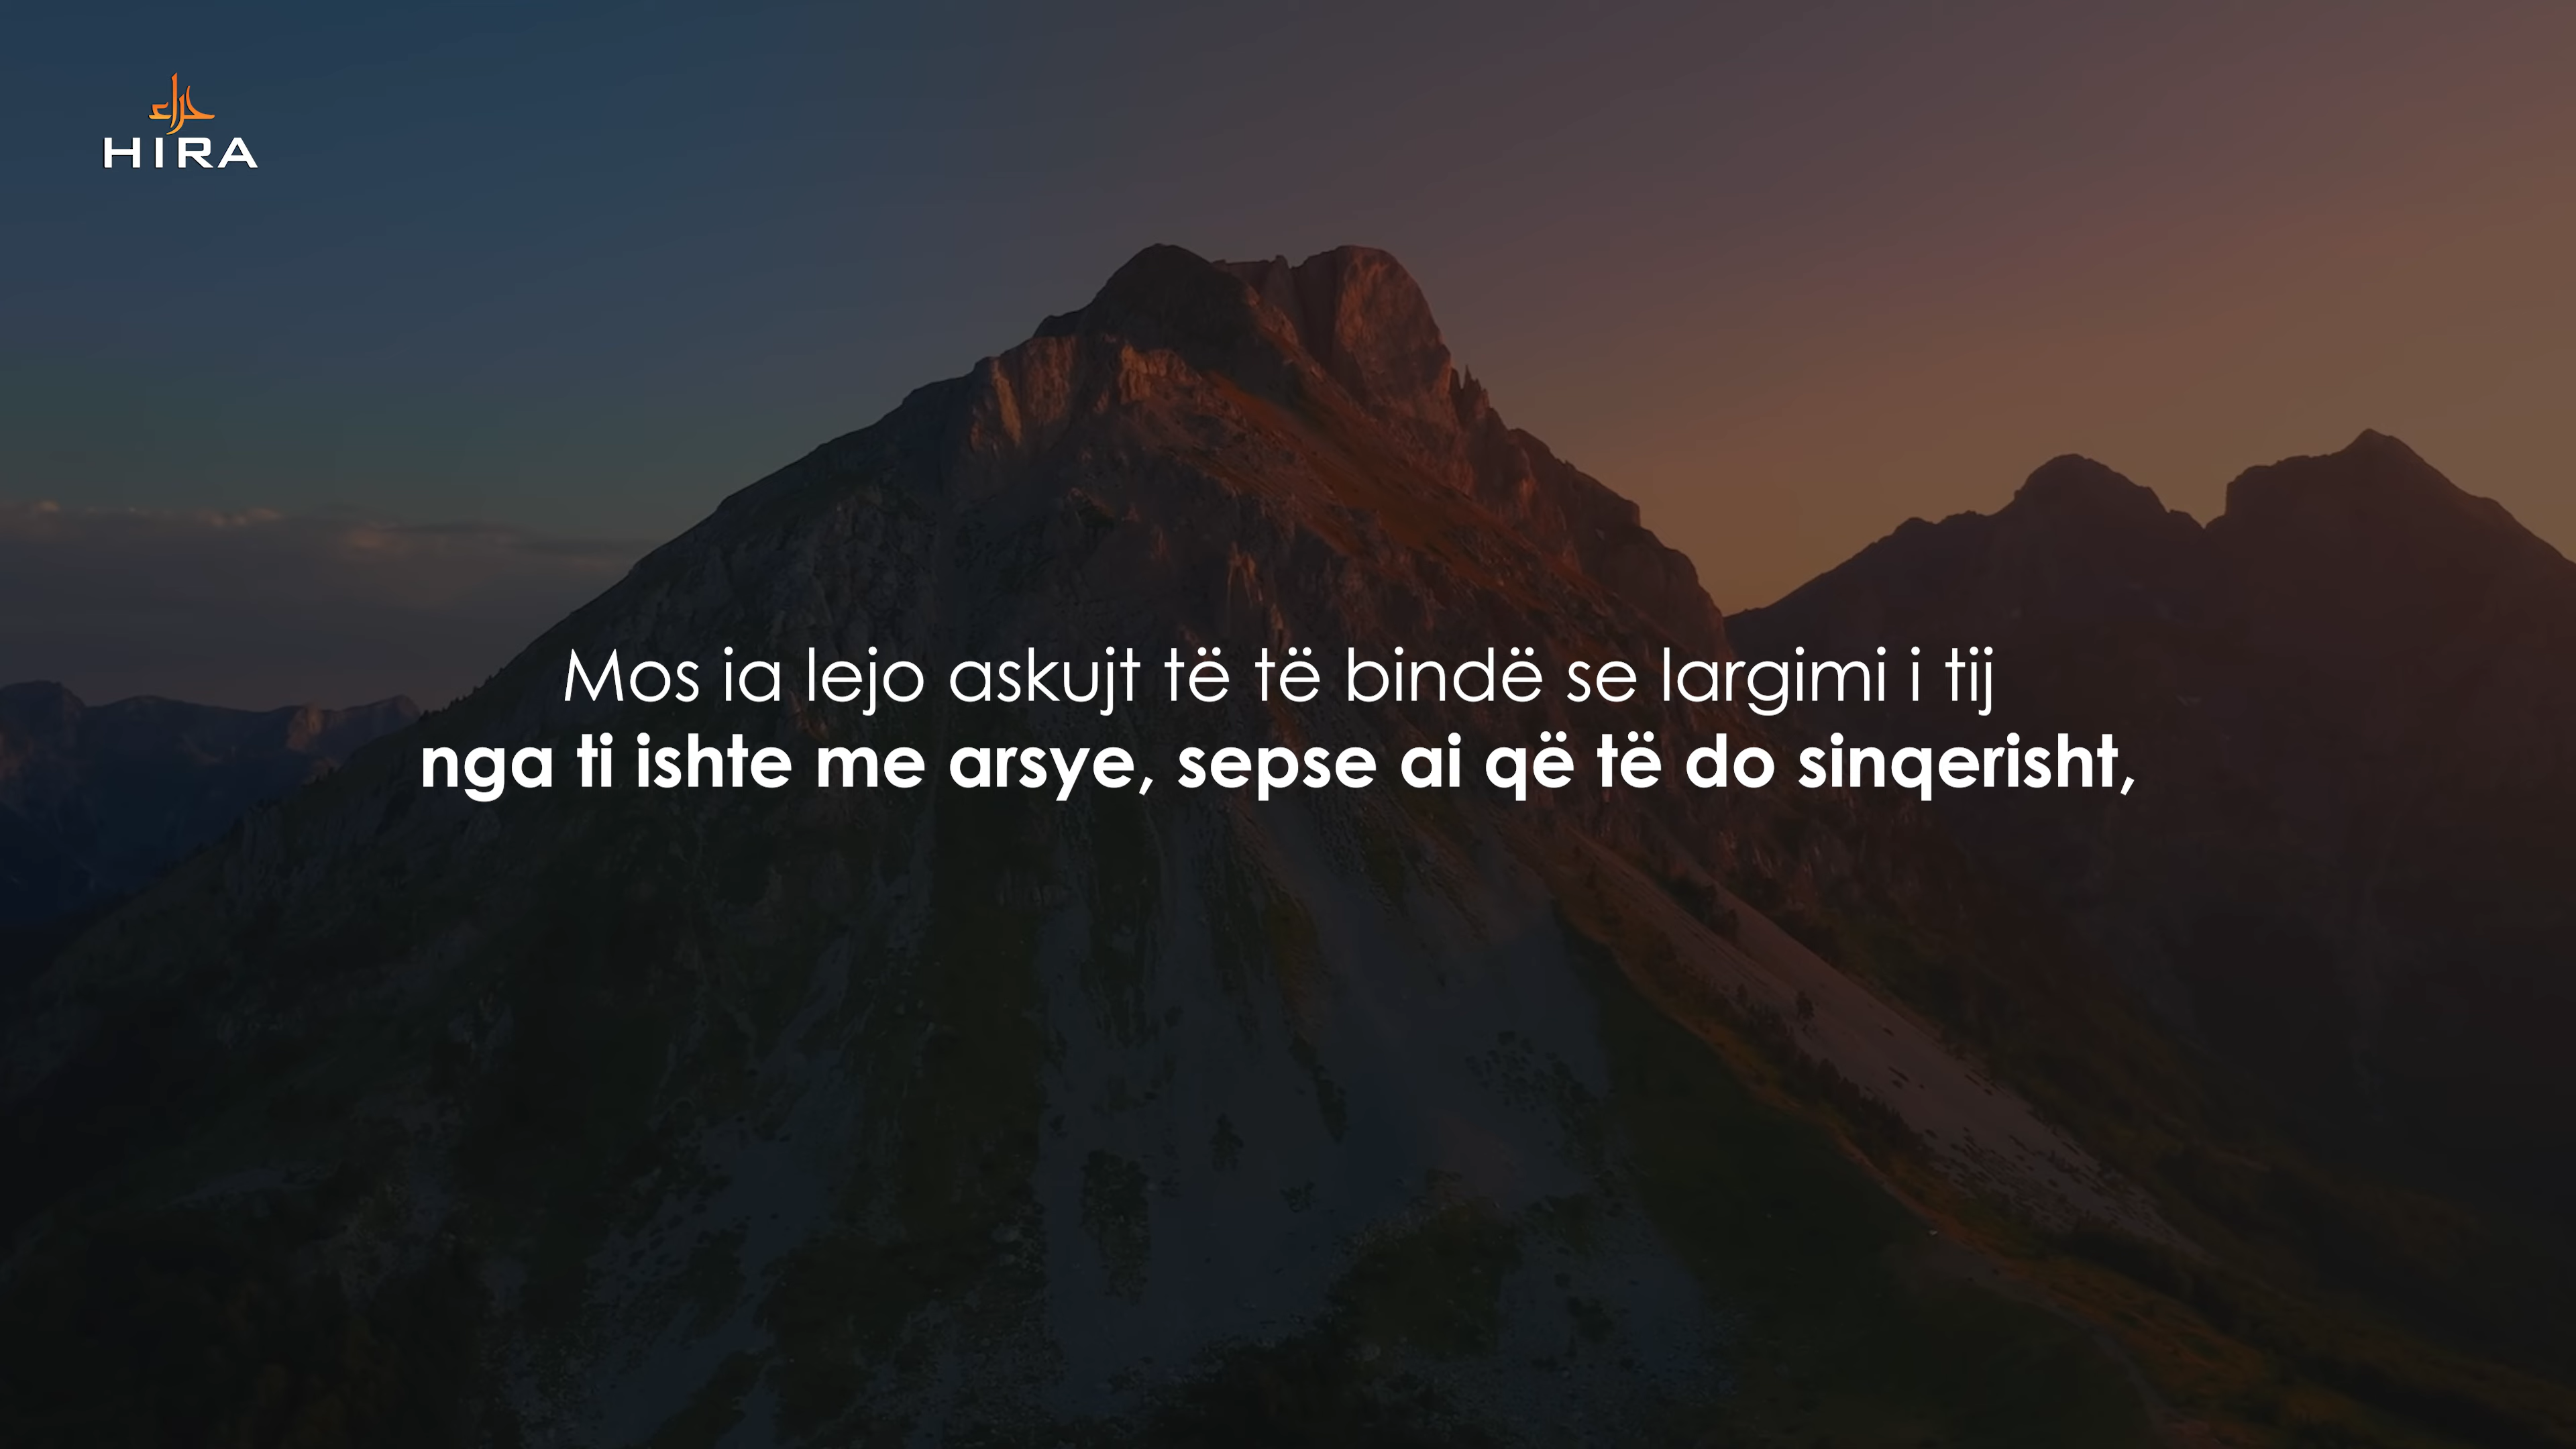 حراء
HIRA
Mos ia lejo askujt të të bindë se largimi i tij
nga ti ishte me arsye, sepse ai që të do sinqerisht,